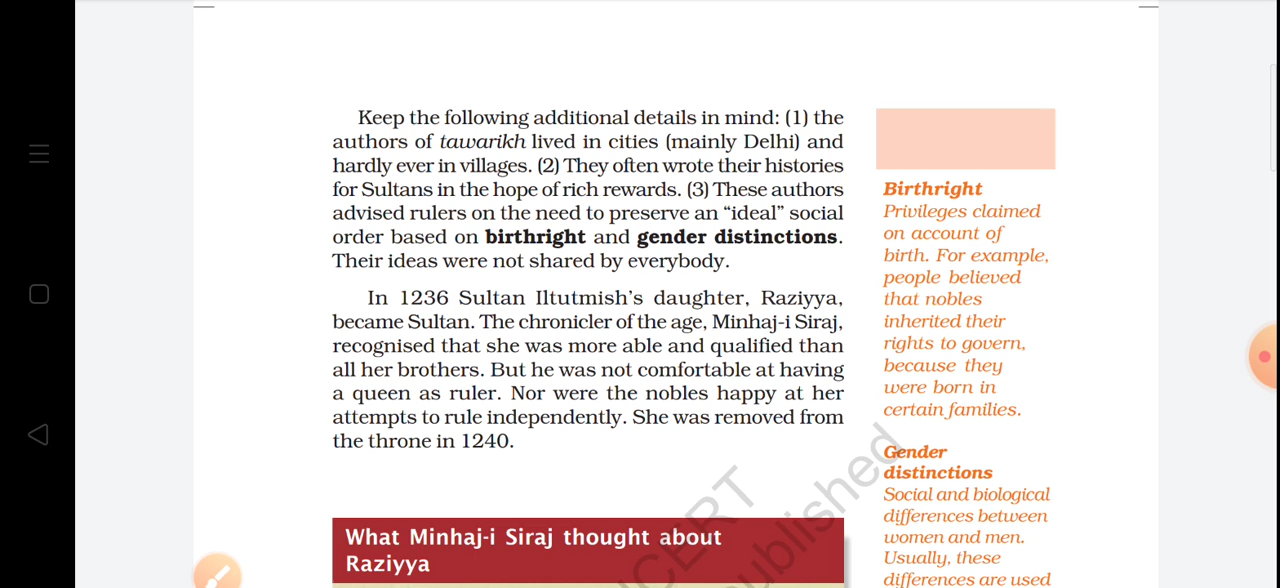 Keep the following additional details in mind: (1) the
authors of tawarikh lived in cities (mainly Delhi) and
hardly ever in villages. (2) They often wrote their histories
for Sultans in the hope of rich rewards. (3) These authors
advised rulers on the need to preserve an “ideal” social
order based on birthright and gender distinctions.
Their ideas were not shared by everybody.
In 1236 Sultan Iltutmish’s daughter, Raziyya,
became Sultan. The chronicler of the age, Minhaj-i Siraj,
recognised that she was more able and qualified than
all her brothers. But he was not comfortable at having
a queen as ruler. Nor were the nobles happy at her
attempts to rule independently. She was removed from
the throne in 1240.
What Minhaj-i Siraj thought about
Raziyya
Birthright
Privileges claimed
on account of
birth. For example,
people believed
that nobles
inherited their
rights to govern,
because they
were born in
certain families.
Gender
distinctions
Social and biological
differences between
women and men.
Usually, these
differences are used
NCERT
published